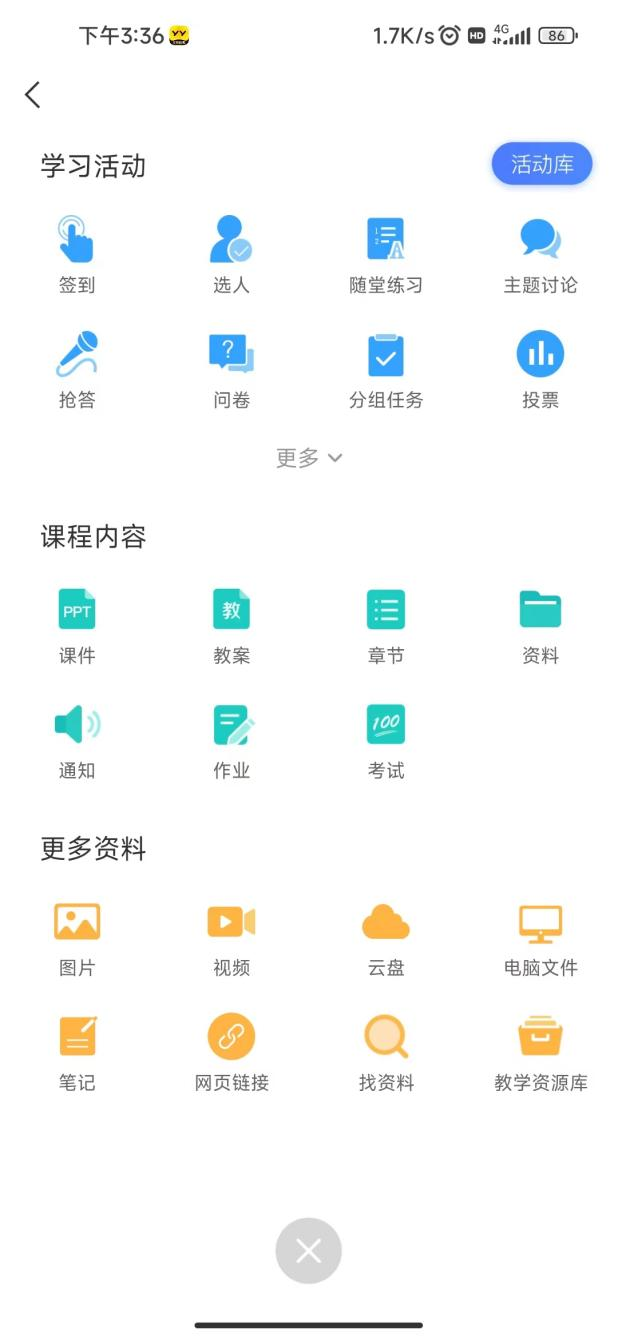 下午3:36
1.7K/s HD 4G 86
学习活动 活动库
签到 选人 随堂练习 主题讨论
?
抢答 问卷 分组任务 投票
更多
课程内容
PPT 教
课件 教案 章节 资料
100
通知 作业 考试
更多资料
图片 视频 云盘 电脑文件
笔记 网页链接 找资料 教学资源库